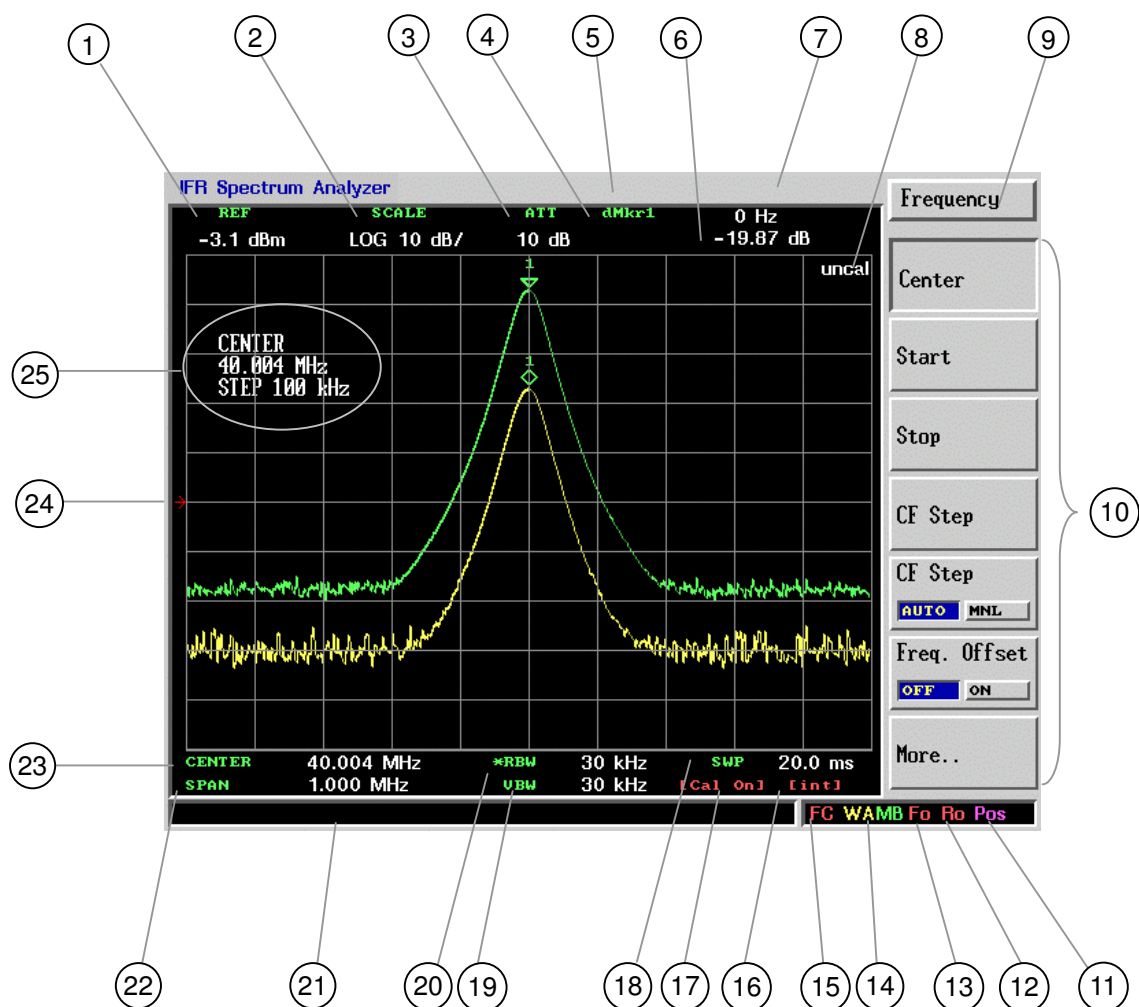 1 2 3 4 5 6 7 8 9
IFR Spectrum Analyzer
Frequency
REF SCALE ATT dMkr1 0 Hz
-3.1 dBm LOG 10 dB/ 10 dB -19.87 dB
1
uncal
Center
CENTER
40.004 MHz
STEP 100 kHz
Start
25
1
Stop
24
CF Step
10
CF Step
AUTO MNL
Freq. Offset
OFF ON
More..
23
CENTER 40.004 MHz *RBW 30 kHz SWP 20.0 ms
SPAN 1.000 MHz VBW 30 kHz [Cal On] [int]
FC WAMB Fo Ro Pos
22 21 20 19 18 17 16 15 14 13 12 11